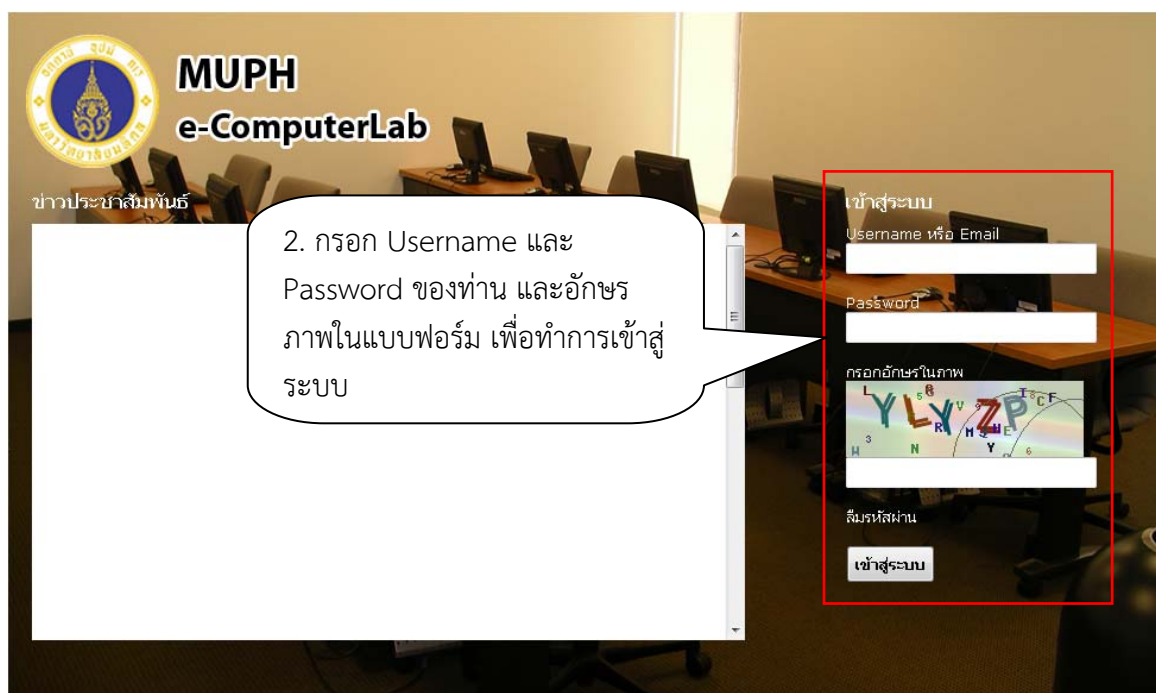 MUPH
e-ComputerLab
ข่าวประชาสัมพันธ์
2. กรอก Username และ
Password ของท่าน และอักษร
ภาพในแบบฟอร์ม เพื่อทำการเข้าสู่
ระบบ
เข้าสู่ระบบ
Username หรือ Email
Password
กรอกอักษรในภาพ
YLYZP
ลืมรหัสผ่าน
เข้าสู่ระบบ